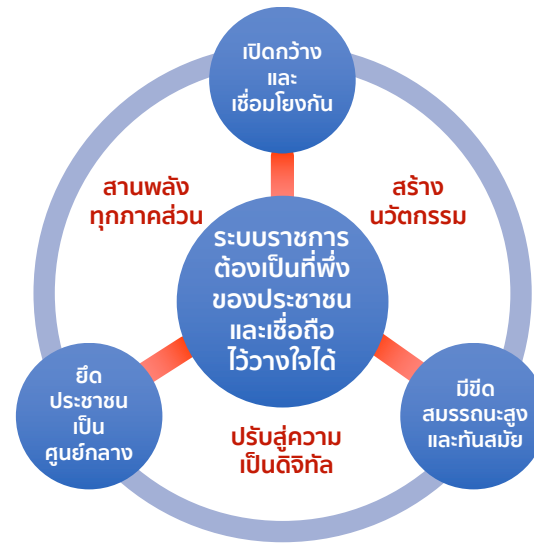 เปิดกว้าง
และ
เชื่อมโยงกัน
สานพลัง
ทุกภาคส่วน
สร้าง
นวัตกรรม
ระบบราชการ
ต้องเป็นที่พึ่ง
ของประชาชน
และเชื่อถือ
ไว้วางใจได้
ยึด
ประชาชน
เป็น
ศูนย์กลาง
มีขีด
สมรรถนะสูง
และทันสมัย
ปรับสู่ความ
เป็นดิจิทัล